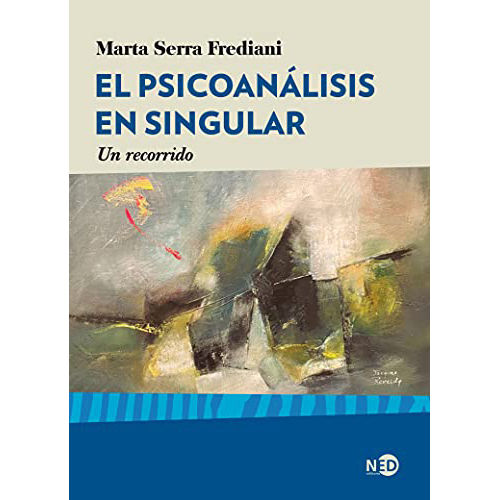 Marta Serra Frediani
EL PSICOANÁLISIS
EN SINGULAR
Un recorrido
NED